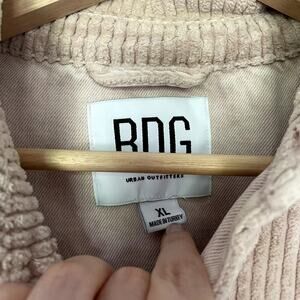 BDG
URBAN OUTFITTERS
XL
MADE IN TURKEY